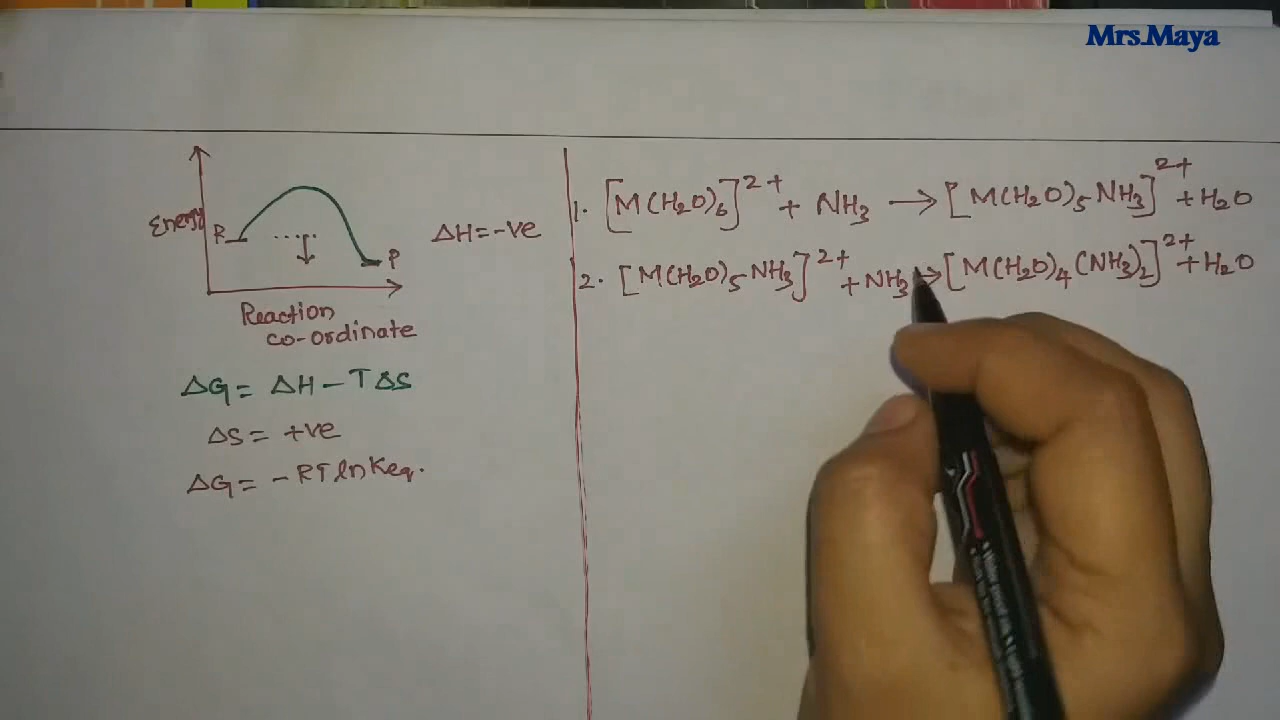 Mrs.Maya
Energy
R
P
ΔH = -ve
Reaction
co-ordinate
ΔG = ΔH - TΔS
ΔS = +ve
ΔG = - RT ln Keq.
1. [M(H₂O)₆]²⁺ + NH₃ → [M(H₂O)₅NH₃]²⁺ + H₂O
2. [M(H₂O)₅NH₃]²⁺ + NH₃ → [M(H₂O)₄(NH₃)₂]²⁺ + H₂O